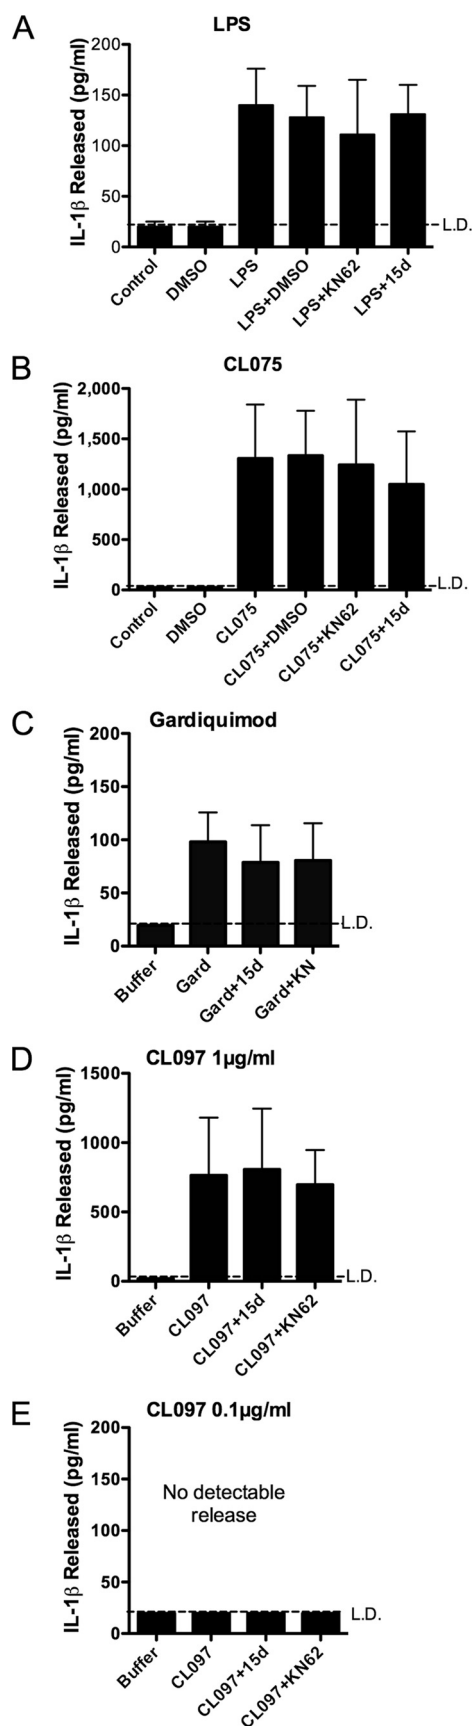 A
LPS
IL-1β Released (pg/ml)
200
150
100
50
0
L.D.
Control
DMSO
LPS
LPS+DMSO
LPS+KN62
LPS+15d
B
CL075
IL-1β Released (pg/ml)
2,000
1,500
1,000
500
0
L.D.
Control
DMSO
CL075
CL075+DMSO
CL075+KN62
CL075+15d
C
Gardiquimod
IL-1β Released (pg/ml)
200
150
100
50
0
L.D.
Buffer
Gard
Gard+15d
Gard+KN
D
CL097 1µg/ml
IL-1β Released (pg/ml)
1500
1000
500
0
L.D.
Buffer
CL097
CL097+15d
CL097+KN62
E
CL097 0.1µg/ml
IL-1β Released (pg/ml)
200
150
100
50
0
No detectable
release
L.D.
Buffer
CL097
CL097+15d
CL097+KN62